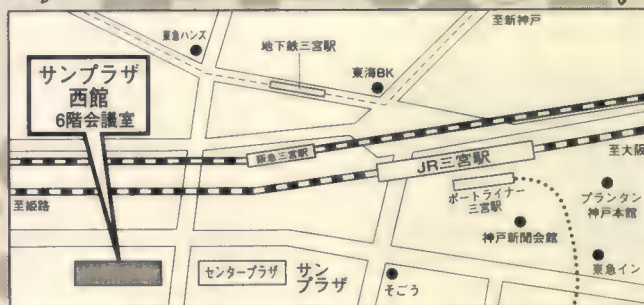 至新神戸
東急ハンズ
地下鉄三宮駅
東海BK
サンプラザ
西館
6階会議室
阪急三宮駅
JR三宮駅
至大阪
至姫路
ポートライナー
三宮駅
プランタン
神戸本館
神戸新聞会館
東急イン
センタープラザ
サン
プラザ
そごう